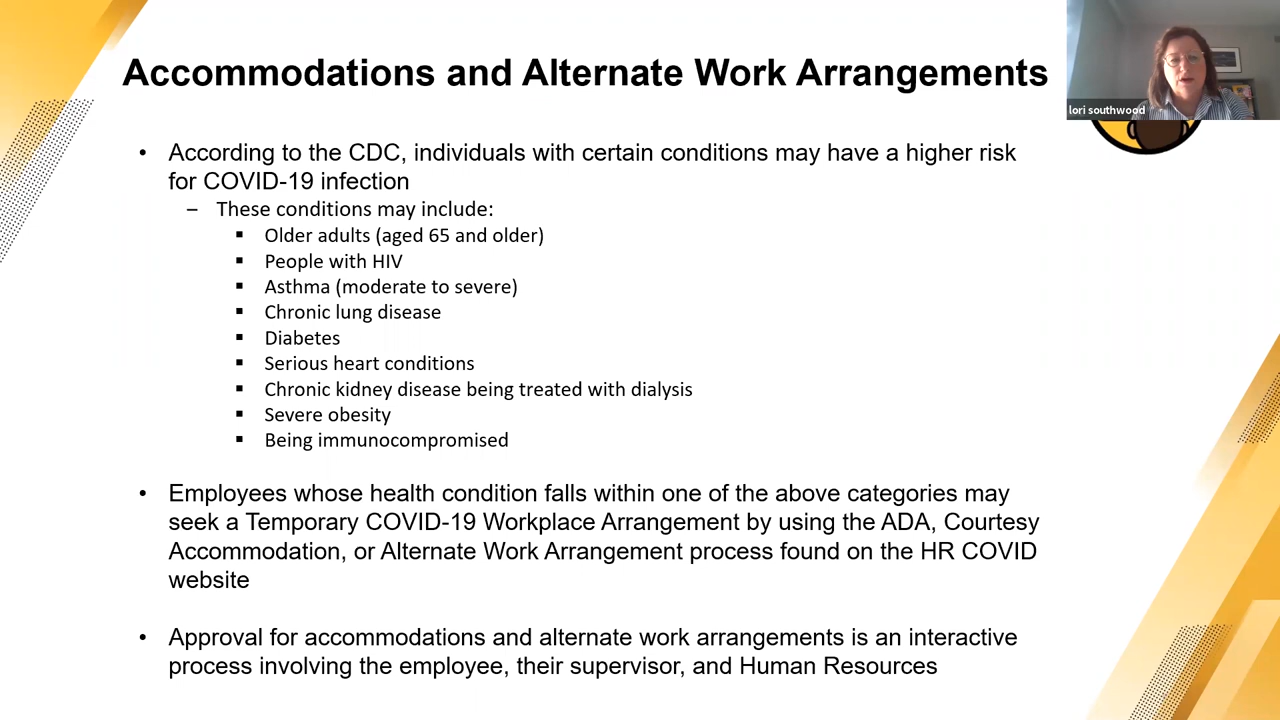 Accommodations and Alternate Work Arrangements
lori southwood
• According to the CDC, individuals with certain conditions may have a higher risk
for COVID-19 infection
– These conditions may include:
▪ Older adults (aged 65 and older)
▪ People with HIV
▪ Asthma (moderate to severe)
▪ Chronic lung disease
▪ Diabetes
▪ Serious heart conditions
▪ Chronic kidney disease being treated with dialysis
▪ Severe obesity
▪ Being immunocompromised
• Employees whose health condition falls within one of the above categories may
seek a Temporary COVID-19 Workplace Arrangement by using the ADA, Courtesy
Accommodation, or Alternate Work Arrangement process found on the HR COVID
website
• Approval for accommodations and alternate work arrangements is an interactive
process involving the employee, their supervisor, and Human Resources